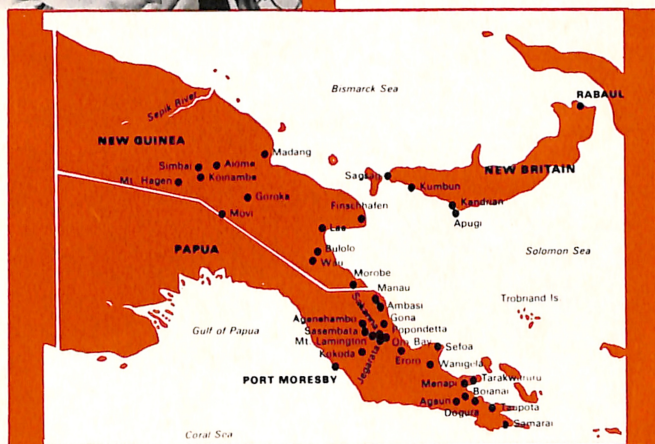 Bismarck Sea
RABAUL
Sepik River
NEW GUINEA
Madang
Simbai
Aiome
Koinambe
Mt. Hagen
Sagsag
NEW BRITAIN
Kumbun
Goroka
Kandrian
Finschhafen
Movi
Apugi
Lae
PAPUA
Bulolo
Wau
Solomon Sea
Morobe
Manau
Ambasi
Trobriand Is.
Sakarina
Agenehambo
Gona
Gulf of Papua
Sasembata
Popondetta
Mt. Lamington
Oro Bay
Sefoa
Kokoda
Jegarata
Eroro
Wanigela
PORT MORESBY
Menapi
Tarakwaruru
Boianai
Agaun
Dogura
Taupota
Samarai
Coral Sea